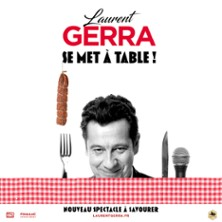 Laurent
GERRA
SE MET À TABLE !
NOUVEAU SPECTACLE À SAVOURER
LAURENTGERRA.FR